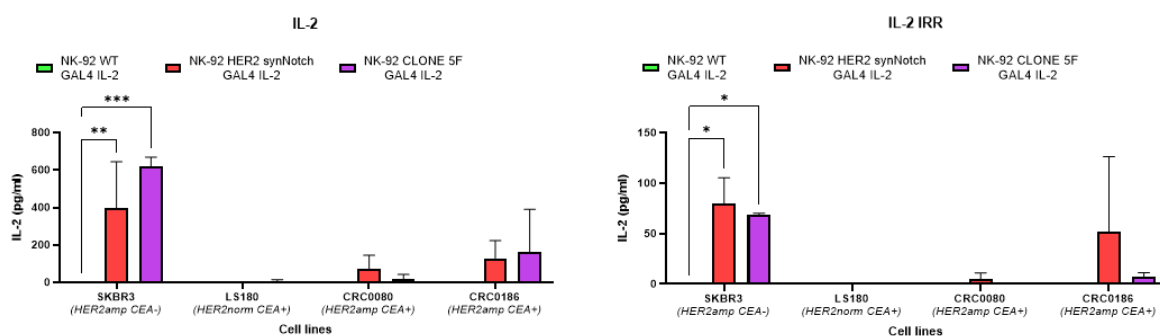 IL-2
NK-92 WT
GAL4 IL-2
NK-92 HER2 synNotch
GAL4 IL-2
NK-92 CLONE 5F
GAL4 IL-2
***
**
800
600
400
200
0
IL-2 (pg/ml)
SKBR3
(HER2amp CEA-)
LS180
(HER2norm CEA+)
CRC0080
(HER2amp CEA+)
CRC0186
(HER2amp CEA+)
Cell lines
IL-2 IRR
NK-92 WT
GAL4 IL-2
NK-92 HER2 synNotch
GAL4 IL-2
NK-92 CLONE 5F
GAL4 IL-2
*
*
150
100
50
0
IL-2 (pg/ml)
SKBR3
(HER2amp CEA-)
LS180
(HER2norm CEA+)
CRC0080
(HER2amp CEA+)
CRC0186
(HER2amp CEA+)
Cell lines